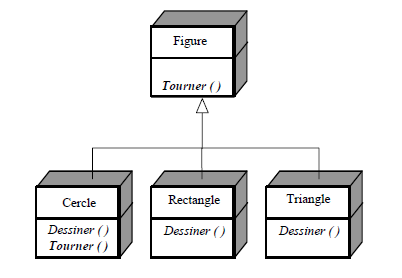 Figure
Tourner ( )
Cercle
Dessiner ( )
Tourner ( )
Rectangle
Dessiner ( )
Triangle
Dessiner ( )